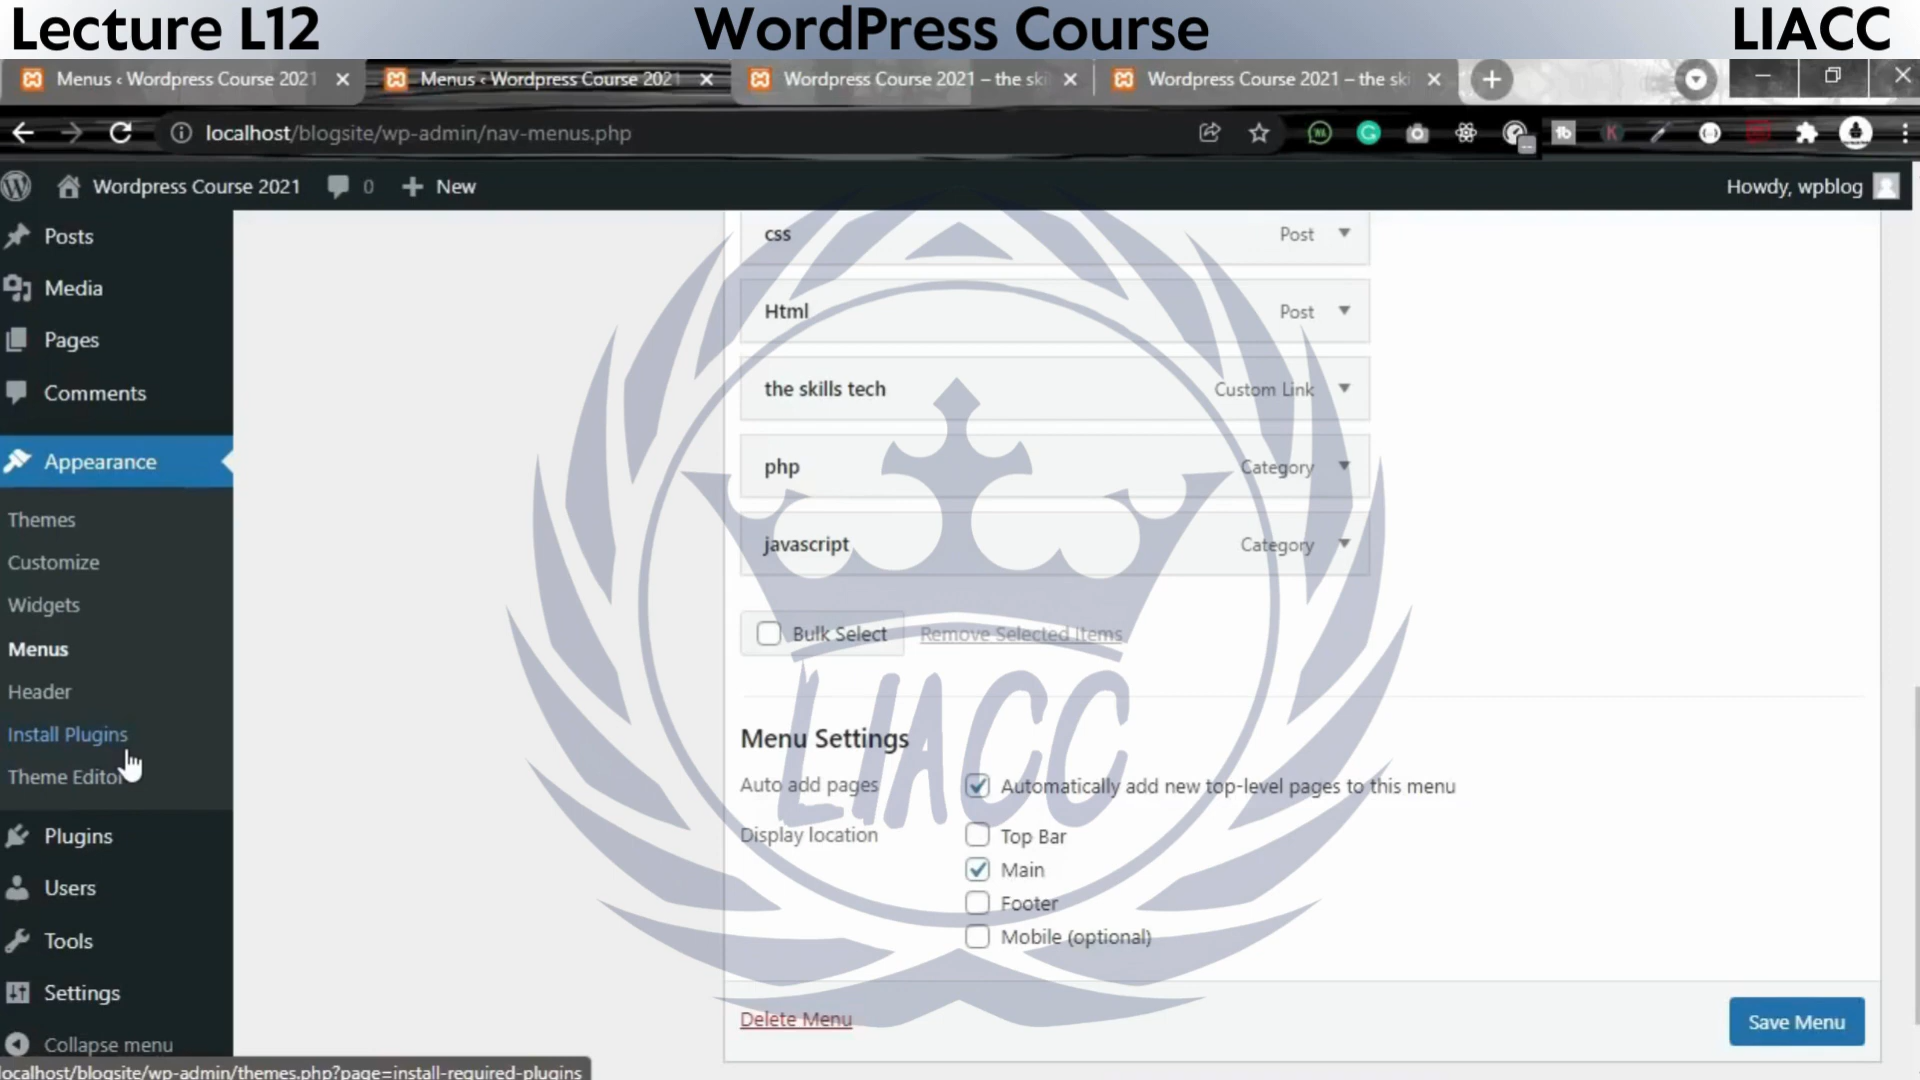 Lecture L12 WordPress Course LIACC
Menus ‹ Wordpress Course 2021 Menus ‹ Wordpress Course 2021 Wordpress Course 2021 – the ski Wordpress Course 2021 – the ski
localhost/blogsite/wp-admin/nav-menus.php
Wordpress Course 2021 0 New Howdy, wpblog
Posts
Media
Pages
Comments
Appearance
Themes
Customize
Widgets
Menus
Header
Install Plugins
Theme Editor
Plugins
Users
Tools
Settings
Collapse menu
css Post
Html Post
the skills tech Custom Link
php Category
javascript Category
Bulk Select Remove Selected Items
LIACC
Menu Settings
Auto add pages Automatically add new top-level pages to this menu
Display location Top Bar
Main
Footer
Mobile (optional)
Delete Menu Save Menu
localhost/blogsite/wp-admin/themes.php?page=install-required-plugins